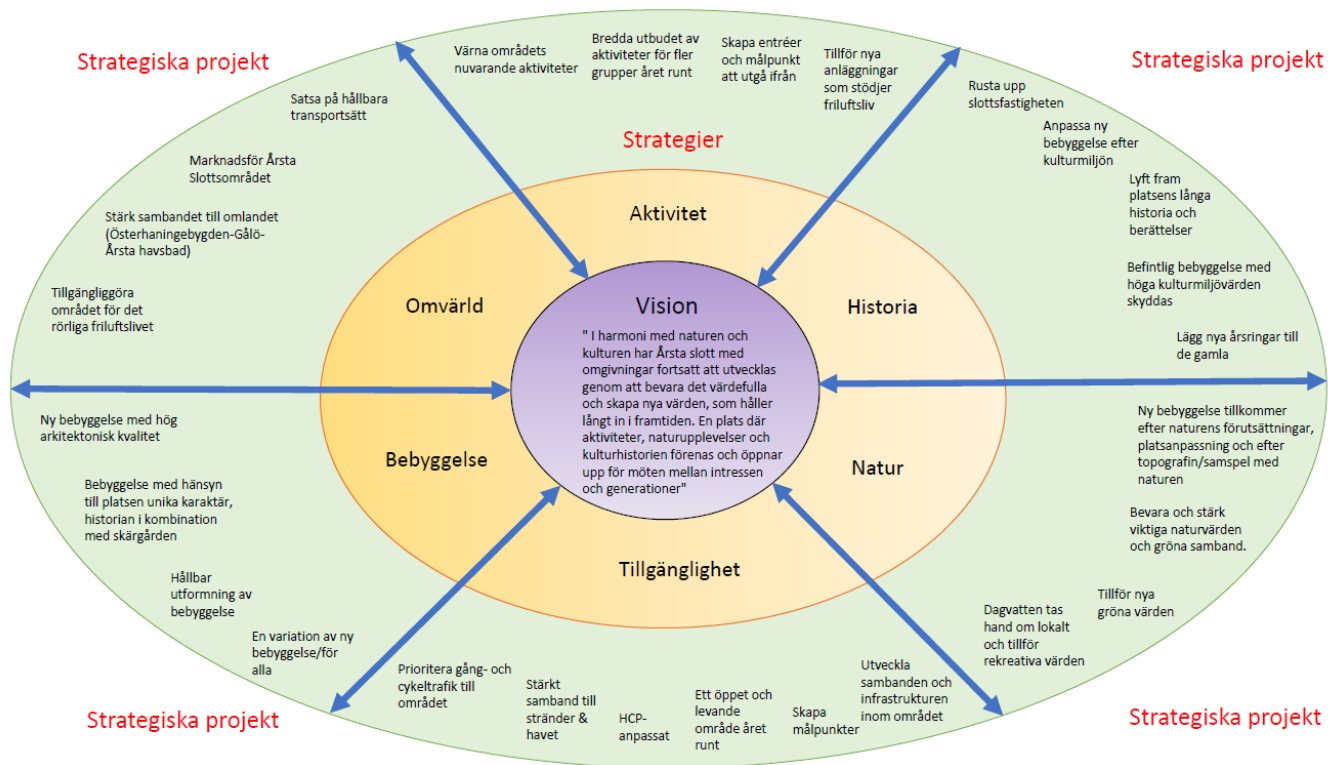 Strategiska projekt
Strategiska projekt
Värna områdets
nuvarande aktiviteter
Bredda utbudet av
aktiviteter för fler
grupper året runt
Skapa entréer
och målpunkt
att utgå ifrån
Tillför nya
anläggningar
som stödjer
friluftsliv
Strategier
Rusta upp
slottsfastigheten
Anpassa ny
bebyggelse efter
kulturmiljön
Lyft fram
platsens långa
historia och
berättelser
Befintlig bebyggelse med
höga kulturmiljövärden
skyddas
Lägg nya årsringar till
de gamla
Satsa på hållbara
transportsätt
Marknadsför Årsta
Slottsområdet
Stärk sambandet till omlandet
(Österhaningebygden-Gålö-
Årsta havsbad)
Tillgängliggöra
området för det
rörliga friluftslivet
Aktivitet
Omvärld
Historia
Vision
" I harmoni med naturen och
kulturen har Årsta slott med
omgivningar fortsatt att utvecklas
genom att bevara det värdefulla
och skapa nya värden, som håller
långt in i framtiden. En plats där
aktiviteter, naturupplevelser och
kulturhistorien förenas och öppnar
upp för möten mellan intressen
och generationer"
Bebyggelse
Natur
Tillgänglighet
Ny bebyggelse med hög
arkitektonisk kvalitet
Bebyggelse med hänsyn
till platsen unika karaktär,
historian i kombination
med skärgården
Hållbar
utformning av
bebyggelse
En variation av ny
bebyggelse/för
alla
Prioritera gång- och
cykeltrafik till
området
Stärkt
samband till
stränder &
havet
HCP-
anpassat
Ett öppet och
levande
område året
runt
Skapa
målpunkter
Utveckla
sambanden och
infrastrukturen
inom området
Ny bebyggelse tillkommer
efter naturens förutsättningar,
platsanpassning och efter
topografin/samspel med
naturen
Bevara och stärk
viktiga naturvärden
och gröna samband.
Tillför nya
gröna värden
Dagvatten tas
hand om lokalt
och tillför
rekreativa värden
Strategiska projekt
Strategiska projekt